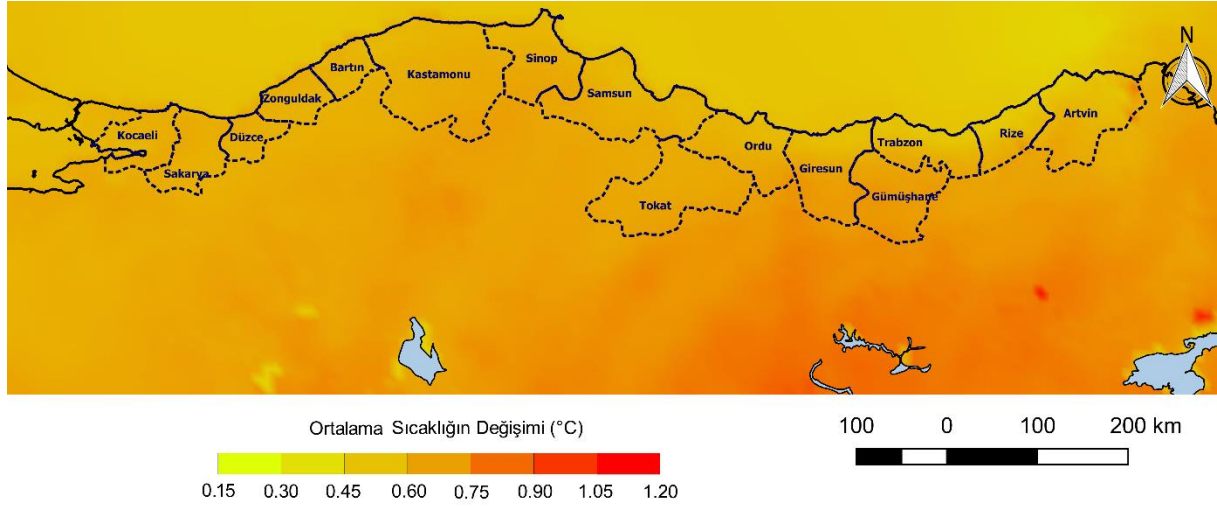 N
Sinop
Bartın
Kastamonu
Zonguldak
Samsun
Artvin
Kocaeli
Düzce
Rize
Trabzon
Ordu
Sakarya
Giresun
Gümüşhane
Tokat
Ortalama Sıcaklığın Değişimi (°C)
0.15 0.30 0.45 0.60 0.75 0.90 1.05 1.20
100 0 100 200 km